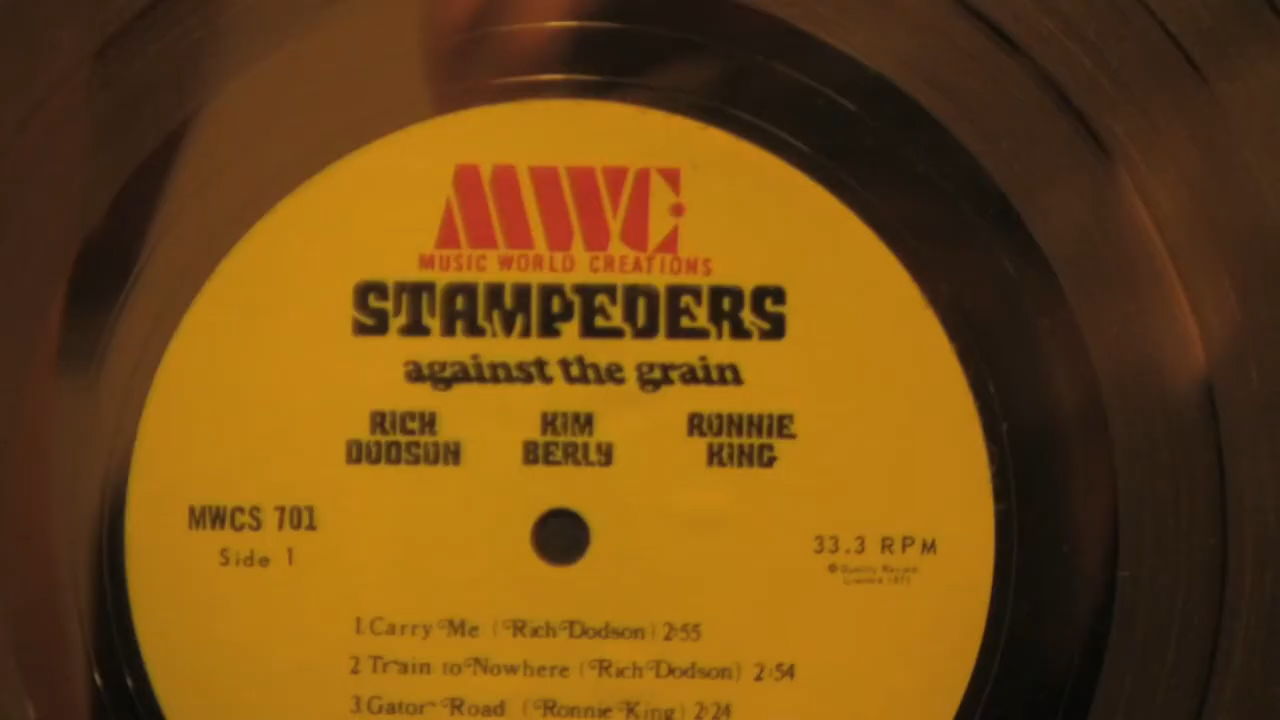 MWC
MUSIC WORLD CREATIONS
STAMPEDERS
against the grain
RICH DODSON
KIM BERLY
RONNIE KING
MWCS 701
Side 1
33.3 RPM
1 Carry Me (Rich Dodson) 2:55
2 Train to Nowhere (Rich Dodson) 2:54
3 Gator Road (Ronnie King) 2:24